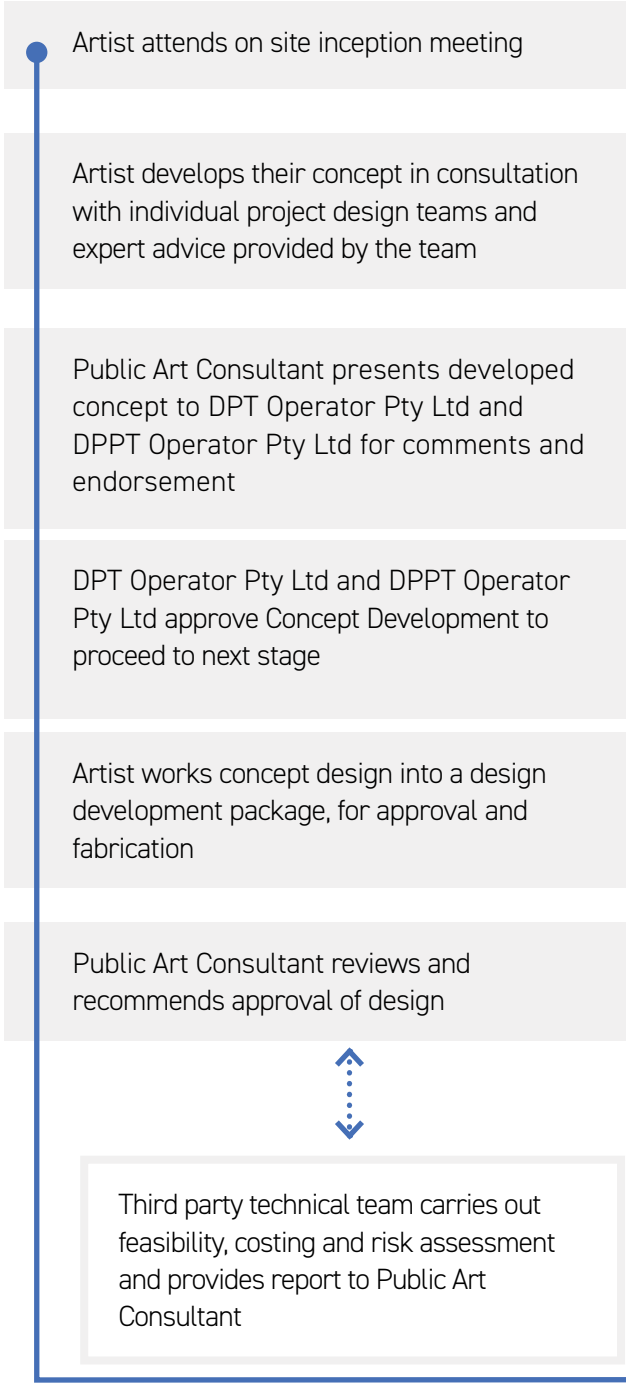 Artist attends on site inception meeting
Artist develops their concept in consultation
with individual project design teams and
expert advice provided by the team
Public Art Consultant presents developed
concept to DPT Operator Pty Ltd and
DPPT Operator Pty Ltd for comments and
endorsement
DPT Operator Pty Ltd and DPPT Operator
Pty Ltd approve Concept Development to
proceed to next stage
Artist works concept design into a design
development package, for approval and
fabrication
Public Art Consultant reviews and
recommends approval of design
Third party technical team carries out
feasibility, costing and risk assessment
and provides report to Public Art
Consultant